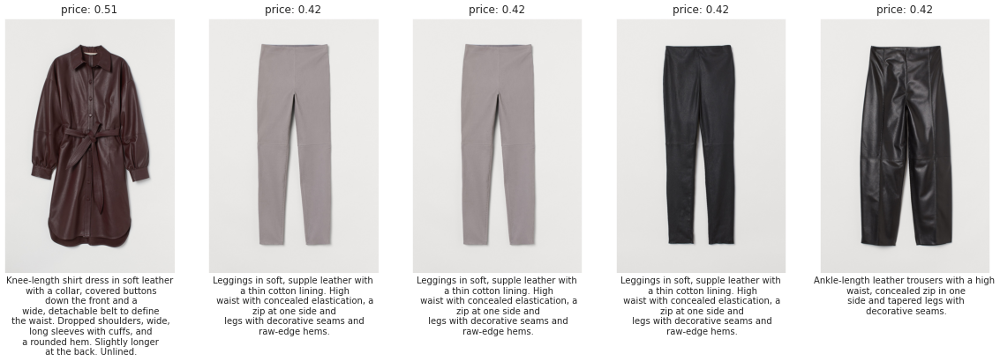 price: 0.51
Knee-length shirt dress in soft leather
with a collar, covered buttons
down the front and a
wide, detachable belt to define
the waist. Dropped shoulders, wide,
long sleeves with cuffs, and
a rounded hem. Slightly longer
at the back. Unlined.
price: 0.42
Leggings in soft, supple leather with
a thin cotton lining. High
waist with concealed elastication, a
zip at one side and
legs with decorative seams and
raw-edge hems.
price: 0.42
Leggings in soft, supple leather with
a thin cotton lining. High
waist with concealed elastication, a
zip at one side and
legs with decorative seams and
raw-edge hems.
price: 0.42
Leggings in soft, supple leather with
a thin cotton lining. High
waist with concealed elastication, a
zip at one side and
legs with decorative seams and
raw-edge hems.
price: 0.42
Ankle-length leather trousers with a high
waist, concealed zip in one
side and tapered legs with
decorative seams.